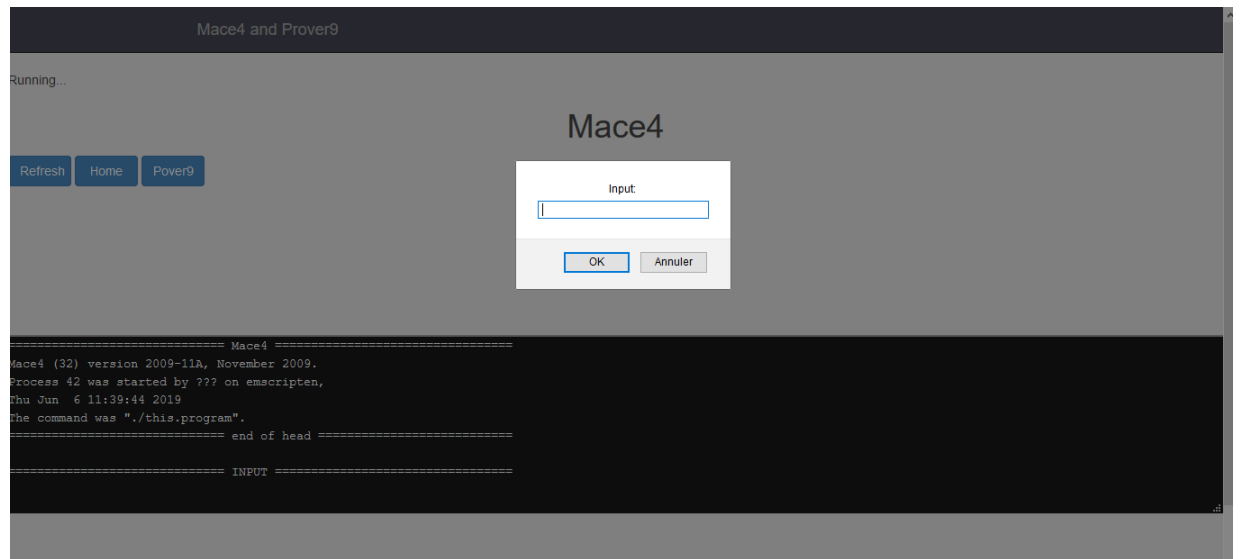 Mace4 and Prover9
Running...
Mace4
Refresh Home Pover9
Input:
OK Annuler
============================== Mace4 =================================
Mace4 (32) version 2009-11A, November 2009.
Process 42 was started by ??? on emscripten,
Thu Jun  6 11:39:44 2019
The command was "./this.program".
============================== end of head ===========================
============================== INPUT =================================